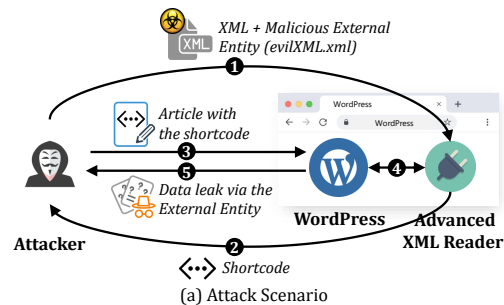 XML
XML + Malicious External
Entity (evilXML.xml)
1
Article with
the shortcode
WordPress
WordPress
3
5
4
Data leak via the
External Entity
Attacker
WordPress
Advanced
XML Reader
2
Shortcode
(a) Attack Scenario